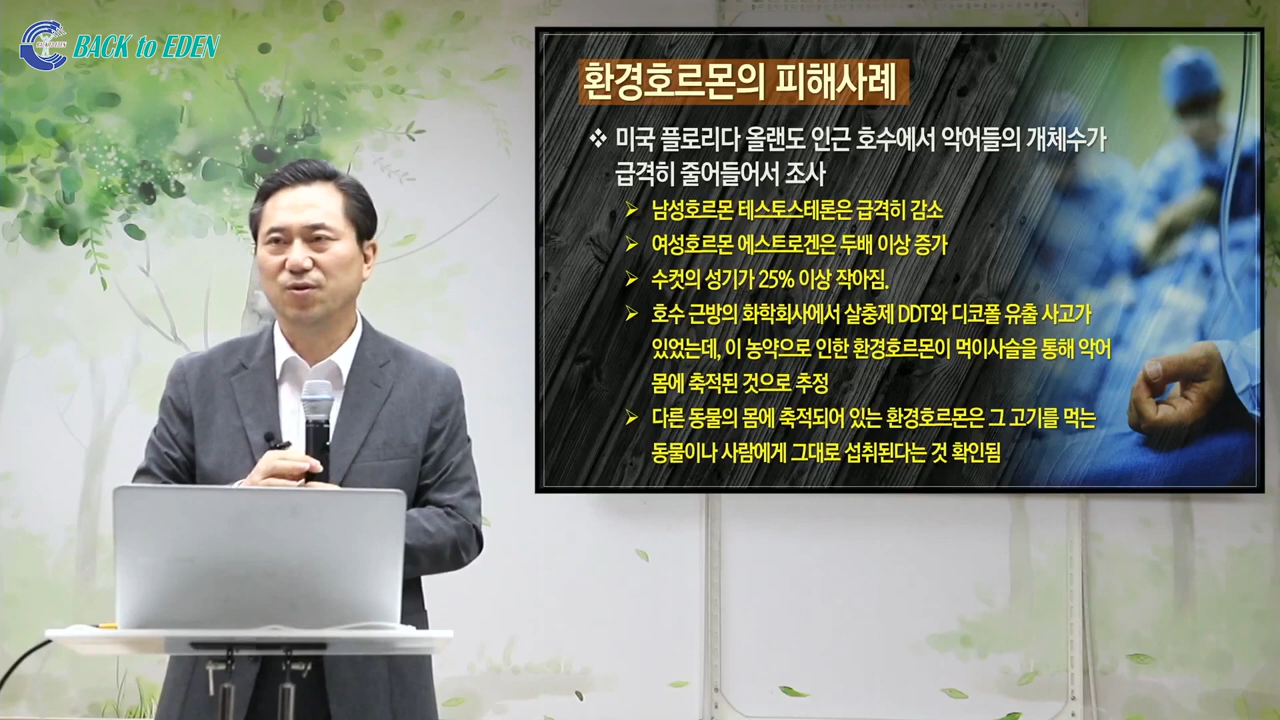 BACK to EDEN
환경호르몬의 피해사례
❖ 미국 플로리다 올랜도 인근 호수에서 악어들의 개체수가
급격히 줄어들어서 조사
➢ 남성호르몬 테스토스테론은 급격히 감소
➢ 여성호르몬 에스트로겐은 두배 이상 증가
➢ 수컷의 성기가 25% 이상 작아짐.
➢ 호수 근방의 화학회사에서 살충제 DDT와 디코폴 유출 사고가
있었는데, 이 농약으로 인한 환경호르몬이 먹이사슬을 통해 악어
몸에 축적된 것으로 추정
➢ 다른 동물의 몸에 축적되어 있는 환경호르몬은 그 고기를 먹는
동물이나 사람에게 그대로 섭취된다는 것 확인됨